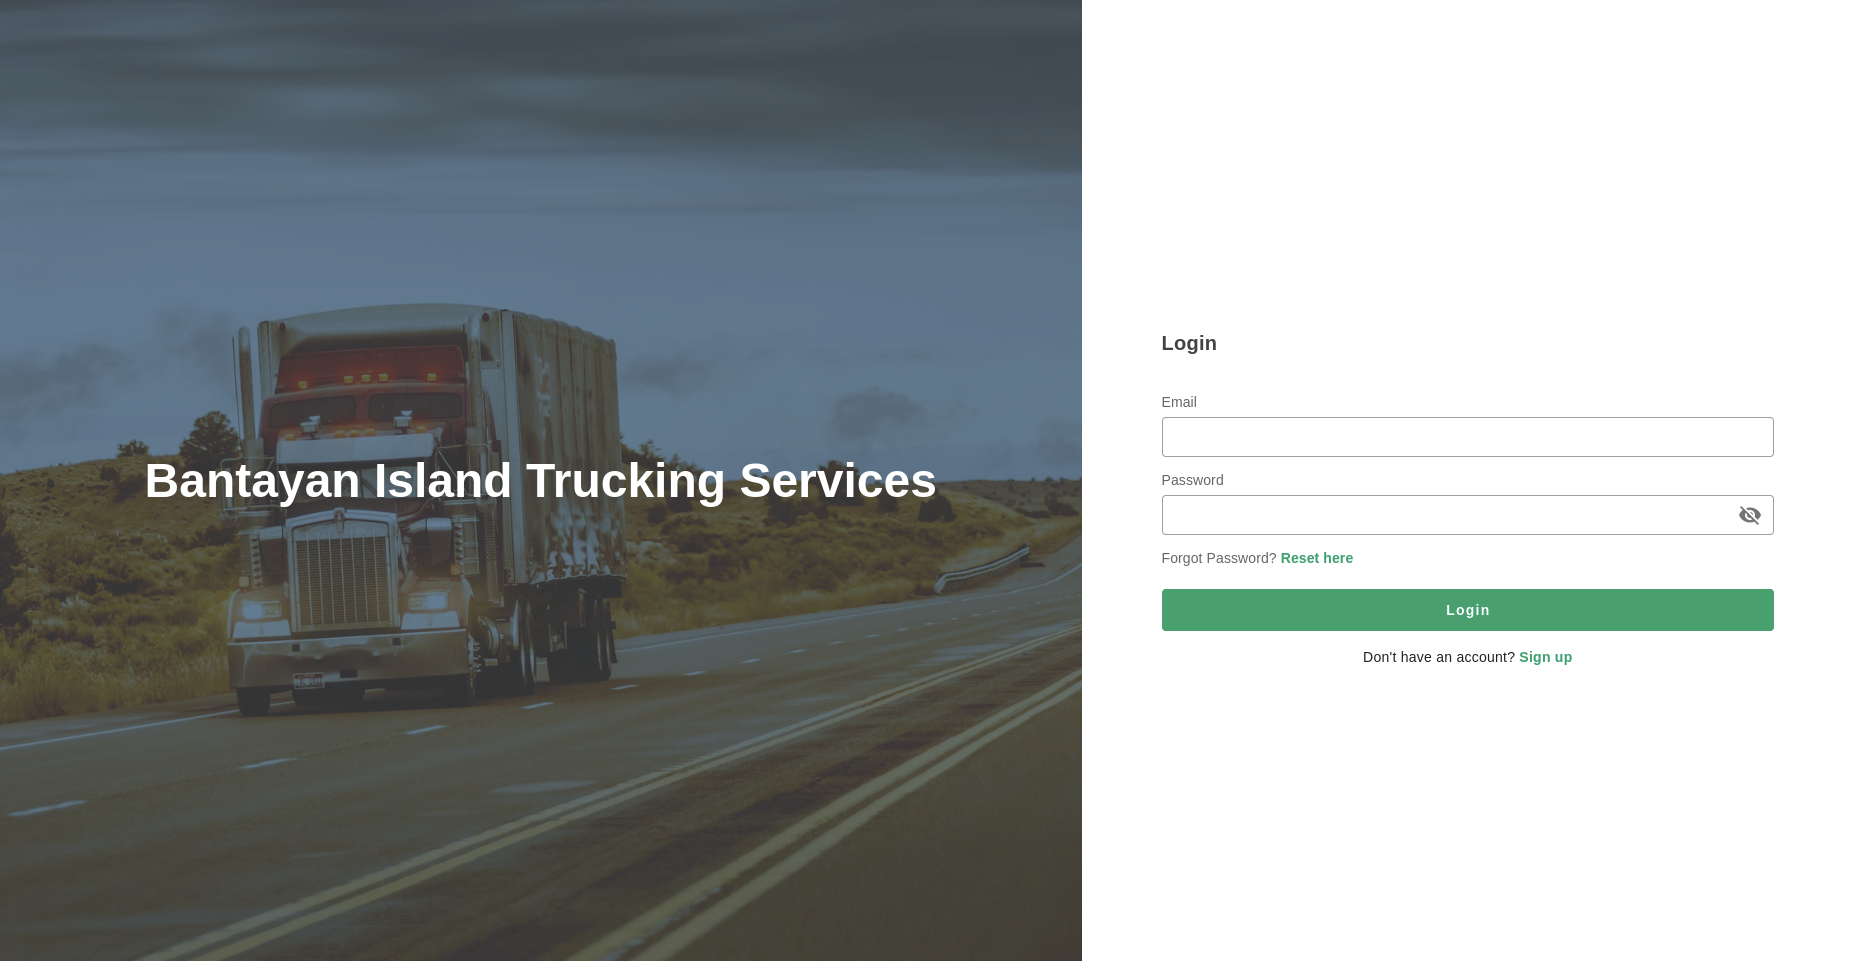 Bantayan Island Trucking Services
Login
Email
Password
Forgot Password? Reset here
Login
Don't have an account? Sign up